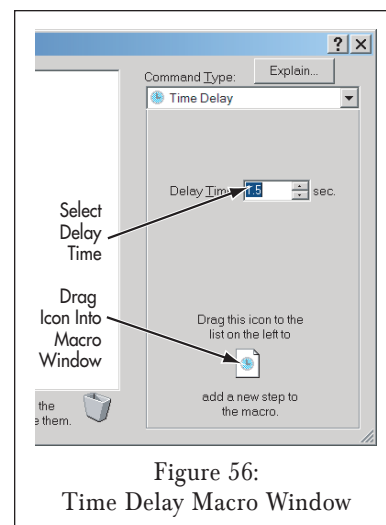 Command Type:
Explain...
Time Delay
Delay Time:
1.5
sec.
Select
Delay
Time
Drag
Icon Into
Macro
Window
Drag this icon to the
list on the left to
add a new step to
the macro.
the
e them.
Figure 56:
Time Delay Macro Window